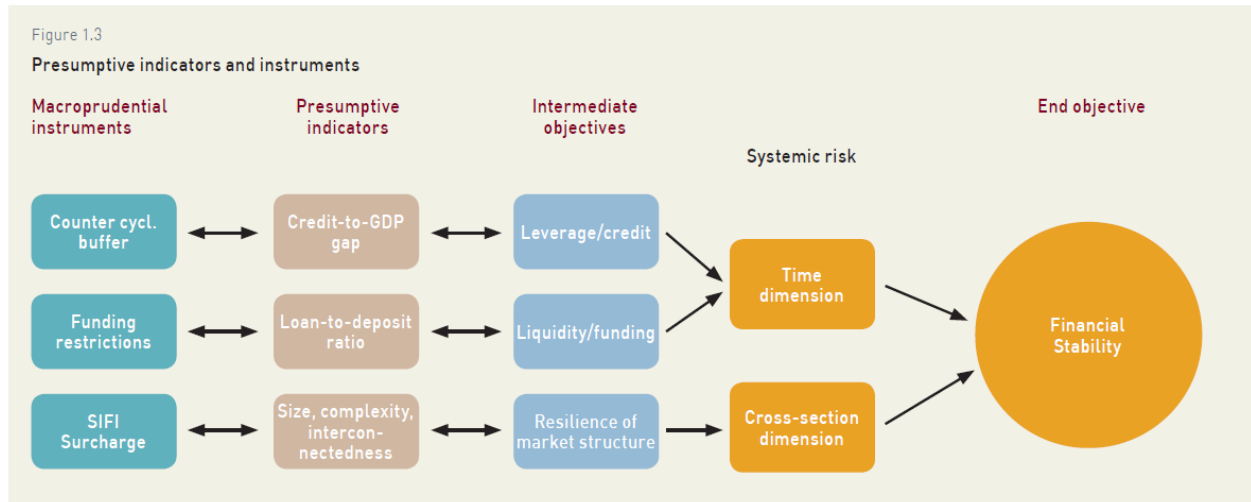 Figure 1.3
Presumptive indicators and instruments
Macroprudential
instruments
Presumptive
indicators
Intermediate
objectives
End objective
Systemic risk
Counter cycl.
buffer
Credit-to-GDP
gap
Leverage/credit
Time
dimension
Funding
restrictions
Loan-to-deposit
ratio
Liquidity/funding
Financial
Stability
SIFI
Surcharge
Size, complexity,
intercon-
nectedness
Resilience of
market structure
Cross-section
dimension